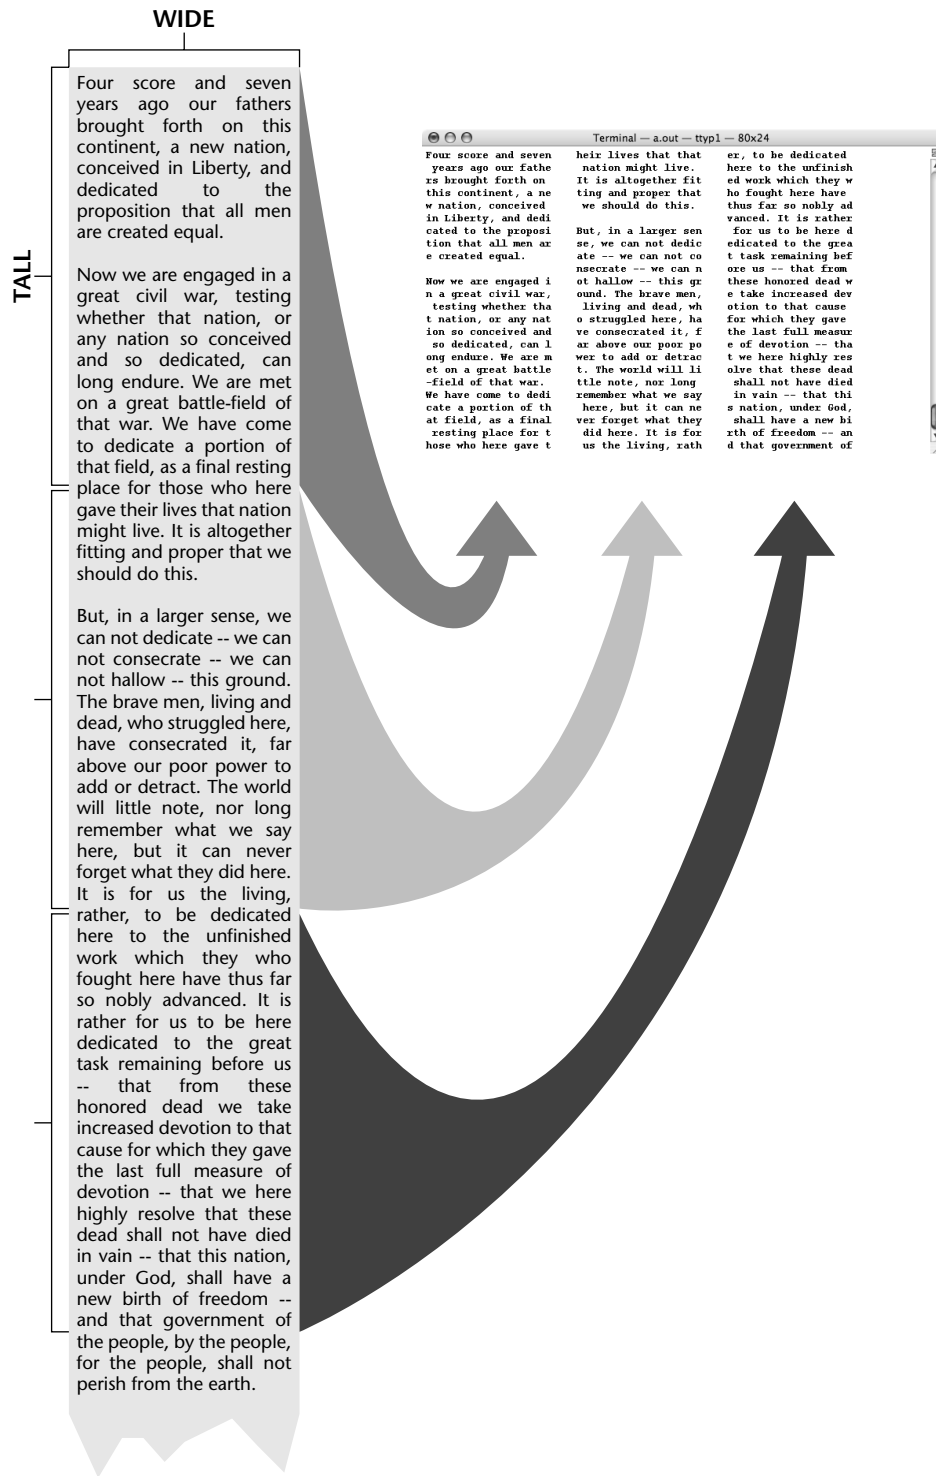 WIDE
TALL
Four score and seven
years ago our fathers
brought forth on this
continent, a new nation,
conceived in Liberty, and
dedicated to the
proposition that all men
are created equal.
Now we are engaged in a
great civil war, testing
whether that nation, or
any nation so conceived
and so dedicated, can
long endure. We are met
on a great battle-field of
that war. We have come
to dedicate a portion of
that field, as a final resting
place for those who here
gave their lives that nation
might live. It is altogether
fitting and proper that we
should do this.
But, in a larger sense, we
can not dedicate -- we can
not consecrate -- we can
not hallow -- this ground.
The brave men, living and
dead, who struggled here,
have consecrated it, far
above our poor power to
add or detract. The world
will little note, nor long
remember what we say
here, but it can never
forget what they did here.
It is for us the living,
rather, to be dedicated
here to the unfinished
work which they who
fought here have thus far
so nobly advanced. It is
rather for us to be here
dedicated to the great
task remaining before us
-- that from these
honored dead we take
increased devotion to that
cause for which they gave
the last full measure of
devotion -- that we here
highly resolve that these
dead shall not have died
in vain -- that this nation,
under God, shall have a
new birth of freedom --
and that government of
the people, by the people,
for the people, shall not
perish from the earth.
Terminal — a.out — ttyp1 — 80x24
Four score and seven
years ago our fathe
rs brought forth on
this continent, a ne
w nation, conceived
in Liberty, and dedi
cated to the proposi
tion that all men ar
e created equal.
Now we are engaged i
n a great civil war,
testing whether tha
t nation, or any nat
ion so conceived and
so dedicated, can l
ong endure. We are m
et on a great battle
-field of that war.
We have come to dedi
cate a portion of th
at field, as a final
resting place for t
hose who here gave t
heir lives that that
nation might live.
It is altogether fit
ting and proper that
we should do this.
But, in a larger sen
se, we can not dedic
ate -- we can not co
nsecrate -- we can n
ot hallow -- this gr
ound. The brave men,
living and dead, wh
o struggled here, ha
ve consecrated it, f
ar above our poor po
wer to add or detrac
t. The world will li
ttle note, nor long
remember what we say
here, but it can ne
ver forget what they
did here. It is for
us the living, rath
er, to be dedicated
here to the unfinish
ed work which they w
ho fought here have
thus far so nobly ad
vanced. It is rather
for us to be here d
edicated to the grea
t task remaining bef
ore us -- that from
these honored dead w
e take increased dev
otion to that cause
for which they gave
the last full measur
e of devotion -- tha
t we here highly res
olve that these dead
shall not have died
in vain -- that thi
s nation, under God,
shall have a new bi
rth of freedom -- an
d that government of